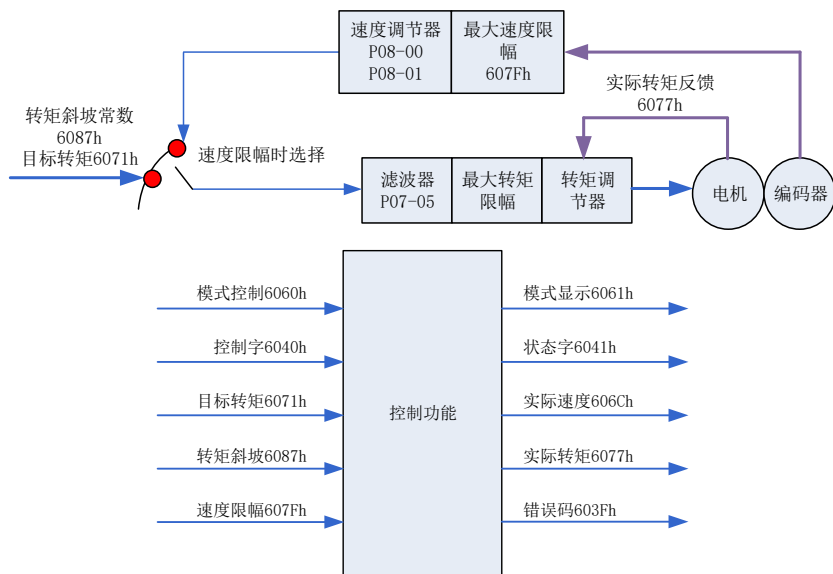 速度调节器
P08-00
P08-01
最大速度限
幅
607Fh
实际转矩反馈
6077h
转矩斜坡常数
6087h
目标转矩6071h
速度限幅时选择
滤波器
P07-05
最大转矩
限幅
转矩调
节器
电机
编码器
模式控制6060h
控制字6040h
目标转矩6071h
转矩斜坡6087h
速度限幅607Fh
控制功能
模式显示6061h
状态字6041h
实际速度606Ch
实际转矩6077h
错误码603Fh